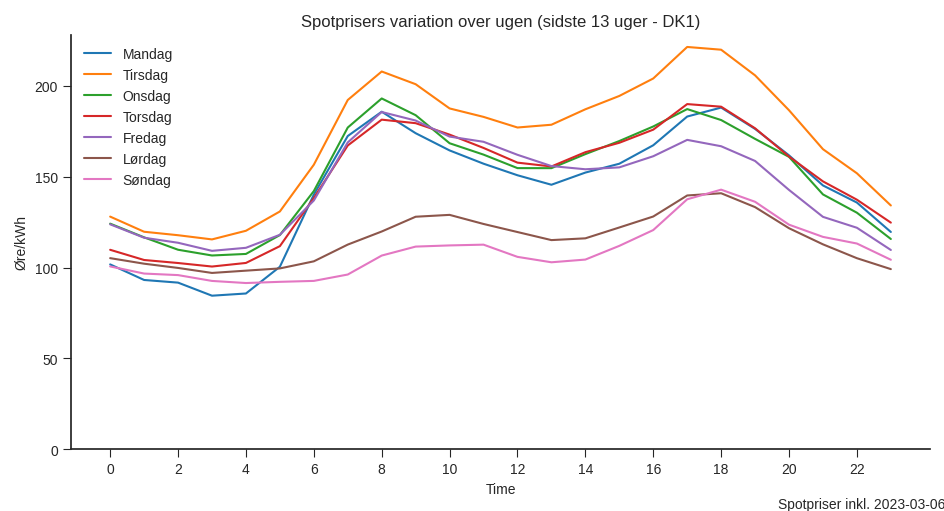 Spotprisers variation over ugen (sidste 13 uger - DK1)
Mandag
Tirsdag
Onsdag
Torsdag
Fredag
Lørdag
Søndag
Øre/kWh
200
150
100
50
0
0 2 4 6 8 10 12 14 16 18 20 22
Time
Spotpriser inkl. 2023-03-06